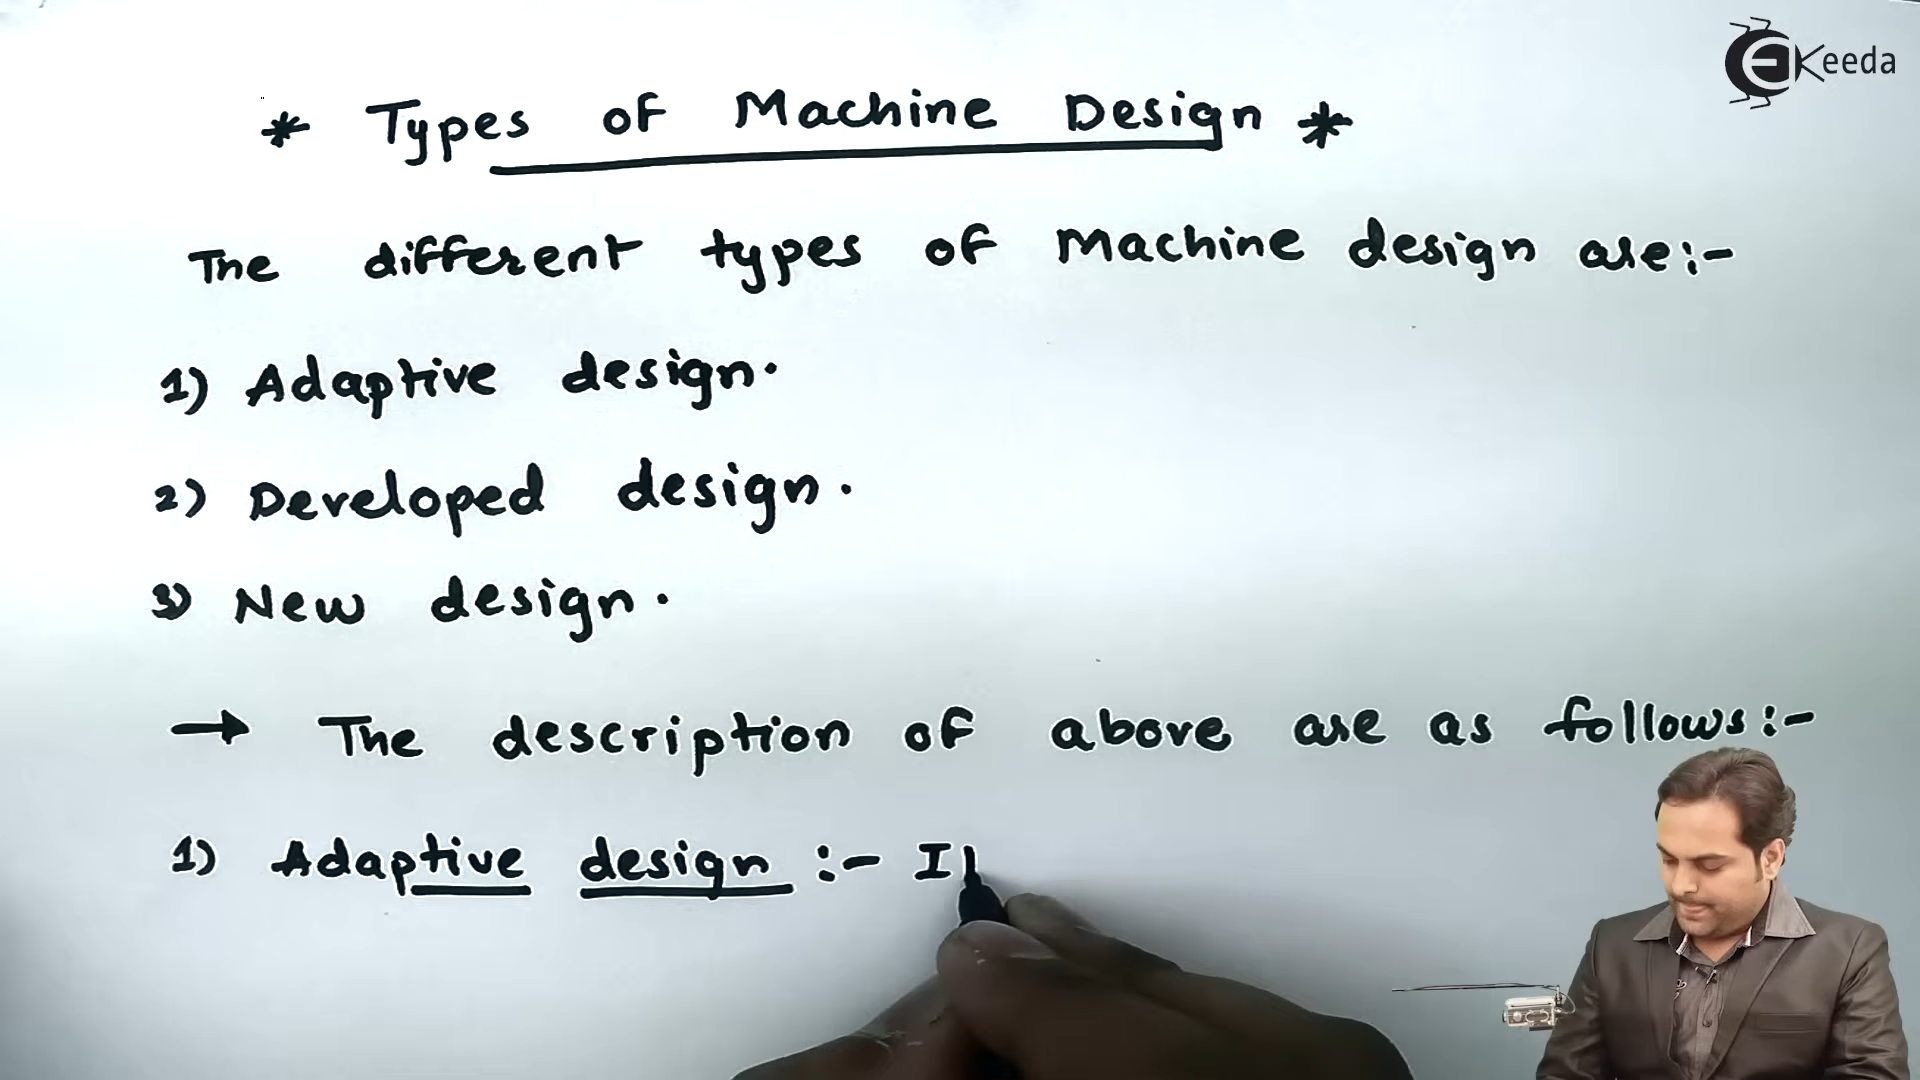 EKeeda
* Types of Machine Design *
The different types of Machine design are:-
1) Adaptive design.
2) Developed design.
3) New design.
→ The description of above are as follows:-
1) Adaptive design :- I